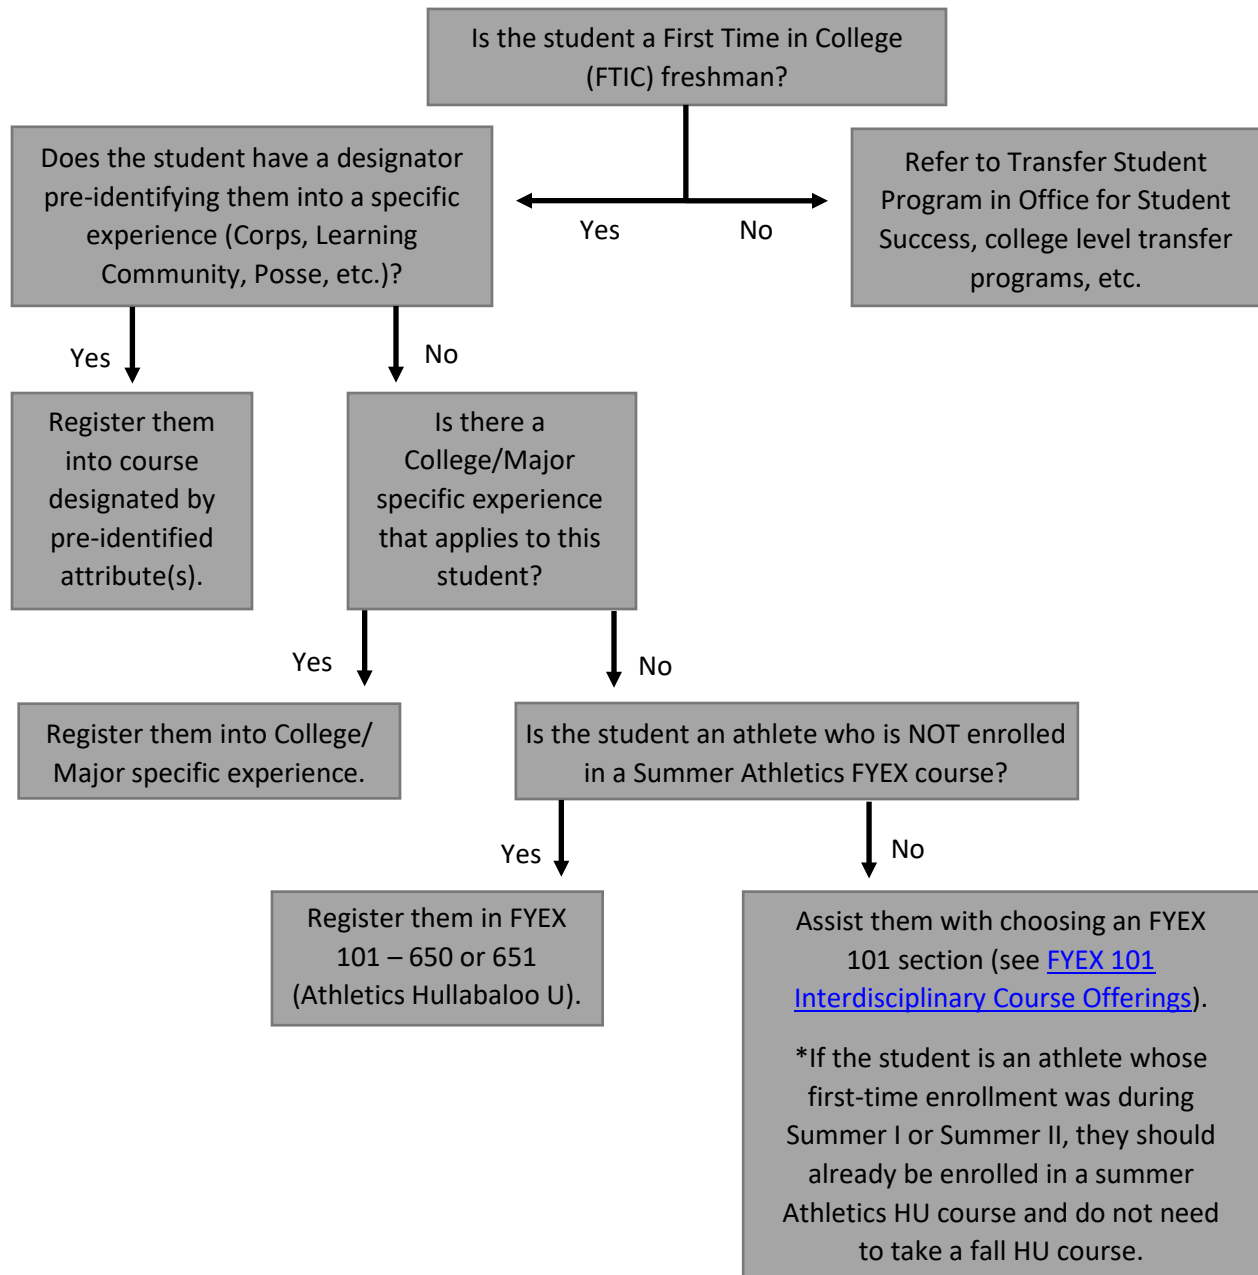 Is the student a First Time in College
(FTIC) freshman?
Does the student have a designator
pre-identifying them into a specific
experience (Corps, Learning
Community, Posse, etc.)?
Yes
No
Refer to Transfer Student
Program in Office for Student
Success, college level transfer
programs, etc.
Yes
No
Register them
into course
designated by
pre-identified
attribute(s).
Is there a
College/Major
specific experience
that applies to this
student?
Yes
No
Register them into College/
Major specific experience.
Is the student an athlete who is NOT enrolled
in a Summer Athletics FYEX course?
Yes
No
Register them in FYEX
101 – 650 or 651
(Athletics Hullabaloo U).
Assist them with choosing an FYEX
101 section (see FYEX 101
Interdisciplinary Course Offerings).
*If the student is an athlete whose
first-time enrollment was during
Summer I or Summer II, they should
already be enrolled in a summer
Athletics HU course and do not need
to take a fall HU course.